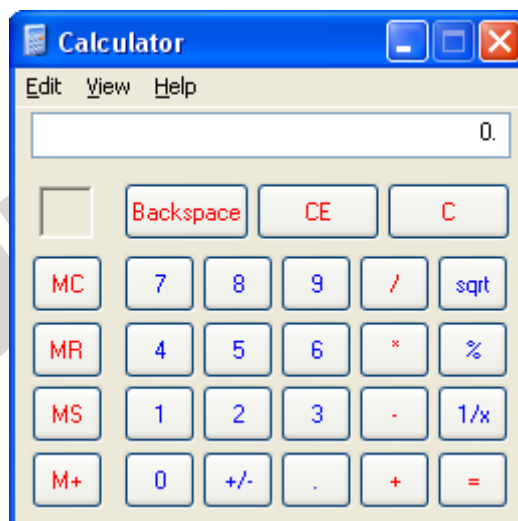 Calculator
Edit View Help
0.
Backspace CE C
MC 7 8 9 / sqrt
MR 4 5 6 * %
MS 1 2 3 - 1/x
M+ 0 +/- . + =